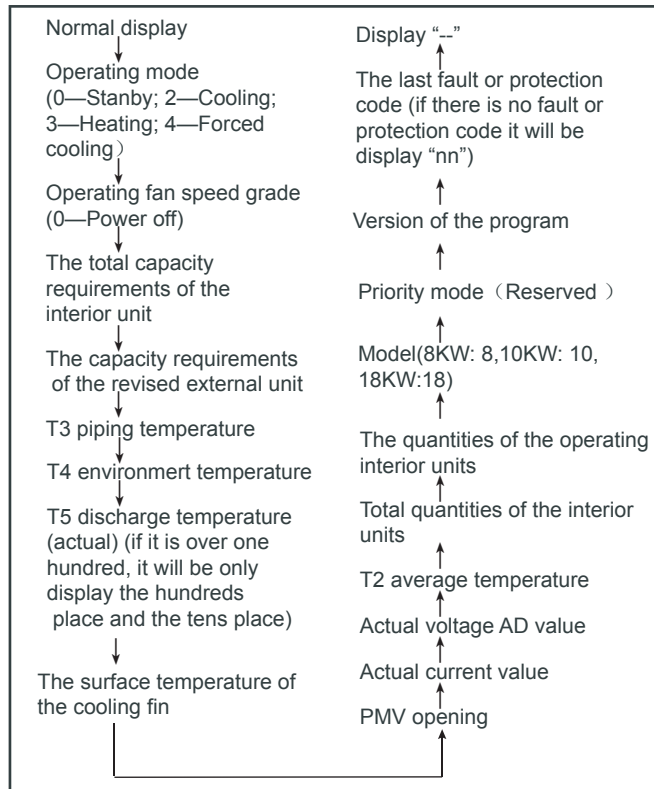 Normal display
Operating mode
(0—Stanby; 2—Cooling;
3—Heating; 4—Forced
cooling）
Operating fan speed grade
(0—Power off)
The total capacity
requirements of the
interior unit
The capacity requirements
of the revised external unit
T3 piping temperature
T4 environmert temperature
T5 discharge temperature
(actual) (if it is over one
hundred, it will be only
display the hundreds
place and the tens place)
The surface temperature of
the cooling fin
PMV opening
Actual current value
Actual voltage AD value
T2 average temperature
Total quantities of the interior
units
The quantities of the operating
interior units
Model(8KW: 8,10KW: 10,
18KW:18)
Priority mode（Reserved ）
Version of the program
The last fault or protection
code (if there is no fault or
protection code it will be
display “nn”)
Display “--”